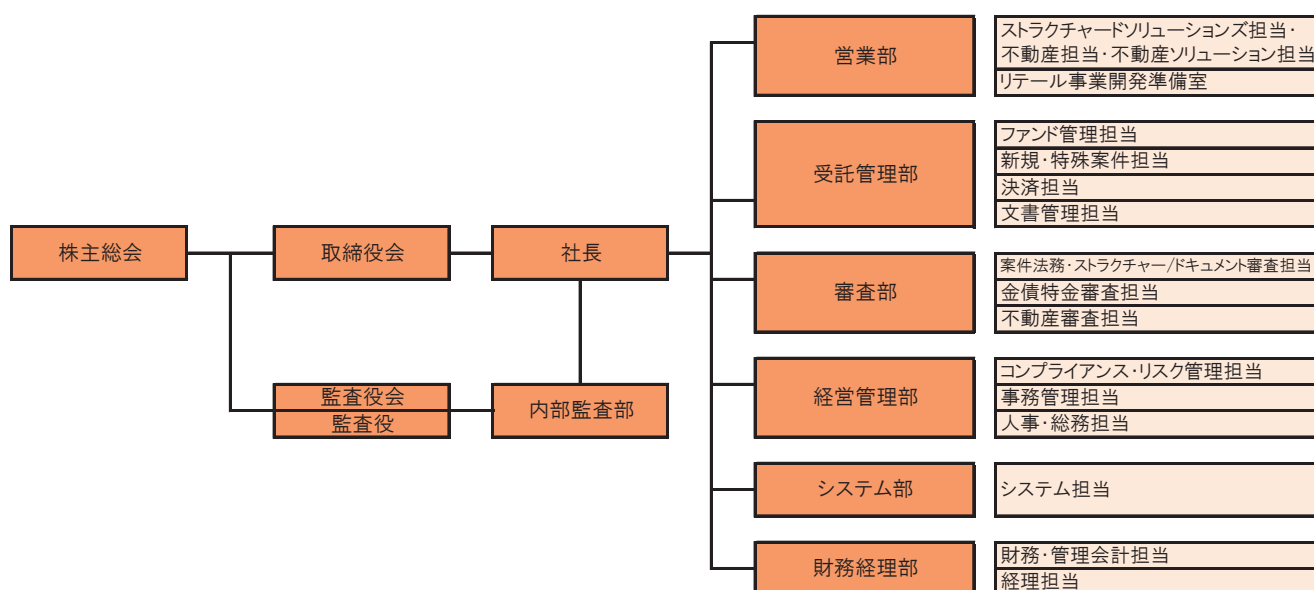 株主総会
取締役会
社長
監査役会
監査役
内部監査部
営業部
ストラクチャードソリューションズ担当・
不動産担当・不動産ソリューション担当
リテール事業開発準備室
受託管理部
ファンド管理担当
新規・特殊案件担当
決済担当
文書管理担当
審査部
案件法務・ストラクチャー/ドキュメント審査担当
金債特金審査担当
不動産審査担当
経営管理部
コンプライアンス・リスク管理担当
事務管理担当
人事・総務担当
システム部
システム担当
財務経理部
財務・管理会計担当
経理担当